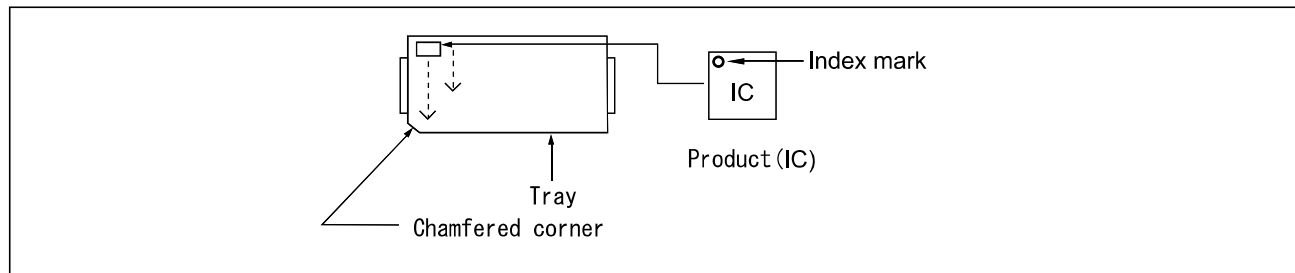 Index mark
IC
Product(IC)
Tray
Chamfered corner